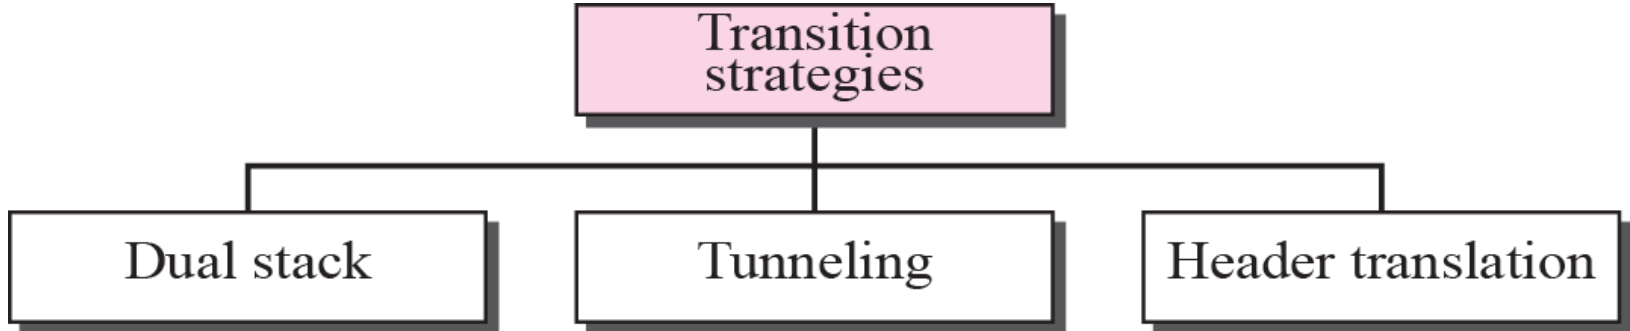 Transition
strategies
Dual stack
Tunneling
Header translation